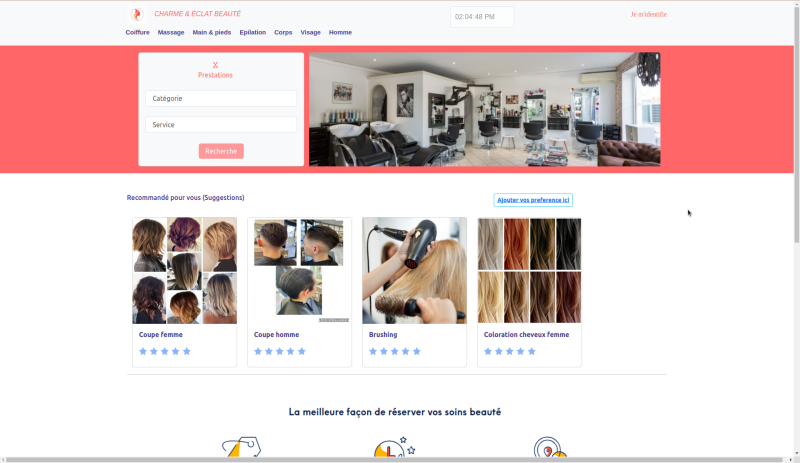 CHARME & ÉCLAT BEAUTÉ
02:04:48 PM
Je m'identifie
Coiffure Massage Main & pieds Epilation Corps Visage Homme
Prestations
Catégorie
Service
Recherche
Recommandé pour vous (Suggestions)
Ajouter vos preference ici
Coupe femme
Coupe homme
Brushing
Coloration cheveux femme
La meilleure façon de réserver vos soins beauté